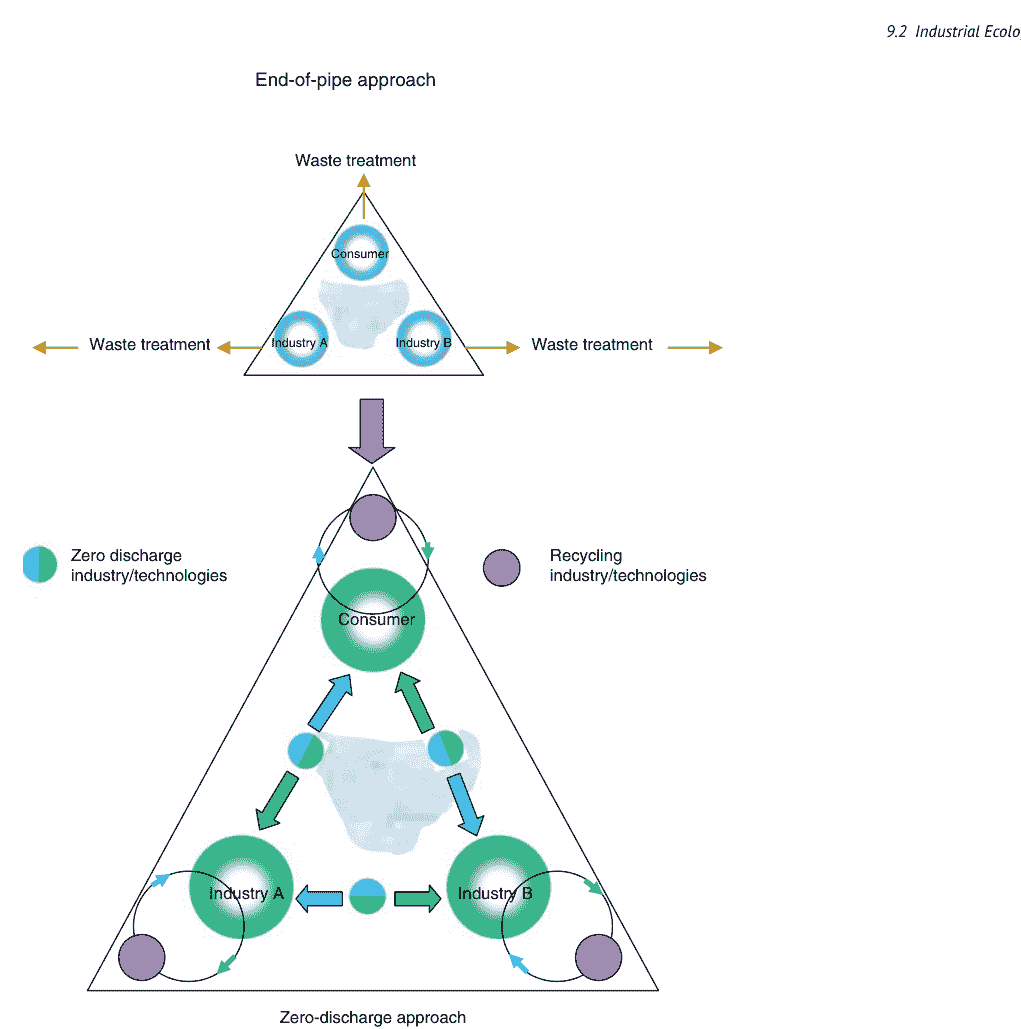 9.2 Industrial Ecolo
End-of-pipe approach
Waste treatment
Consumer
Waste treatment
Industry A
Industry B
Waste treatment
Zero discharge
industry/technologies
Recycling
industry/technologies
Consumer
Industry A
Industry B
Zero-discharge approach